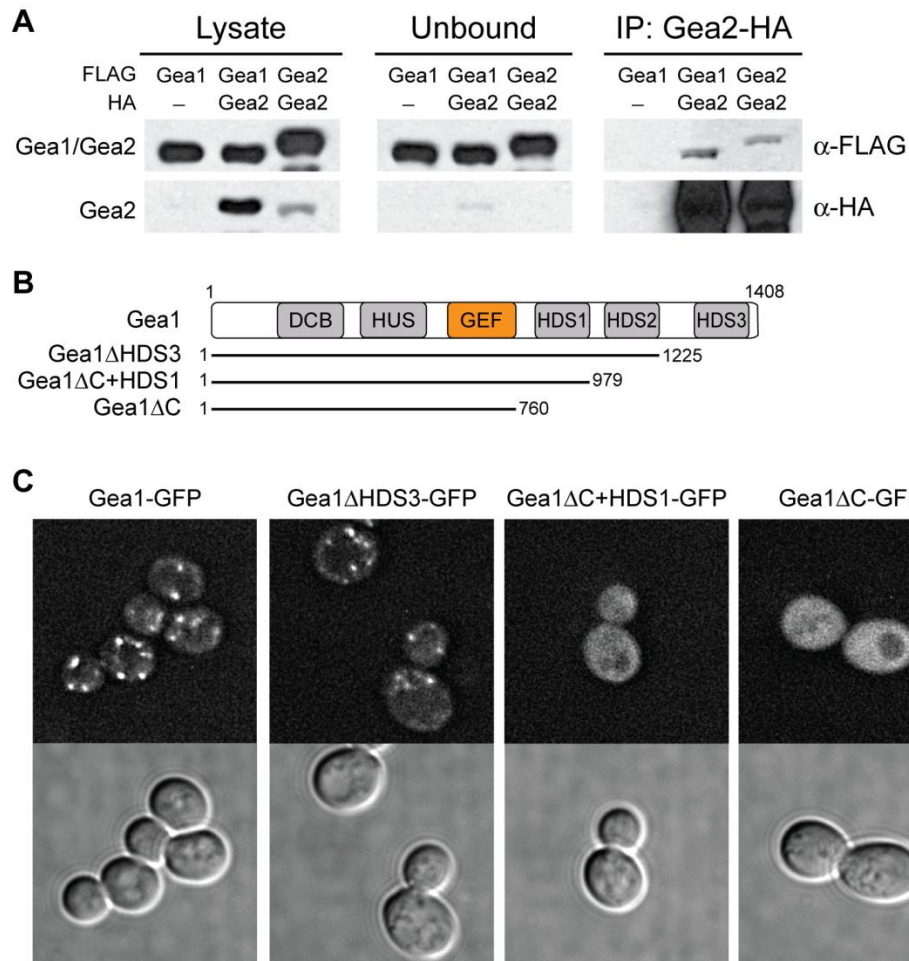 A
Lysate Unbound IP: Gea2-HA
FLAG Gea1 Gea1 Gea2 Gea1 Gea1 Gea2 Gea1 Gea1 Gea2
HA – Gea2 Gea2 – Gea2 Gea2 – Gea2 Gea2
Gea1/Gea2 α-FLAG
Gea2 α-HA
B
1 1408
Gea1 DCB HUS GEF HDS1 HDS2 HDS3
Gea1ΔHDS3 1 1225
Gea1ΔC+HDS1 1 979
Gea1ΔC 1 760
C
Gea1-GFP Gea1ΔHDS3-GFP Gea1ΔC+HDS1-GFP Gea1ΔC-GF